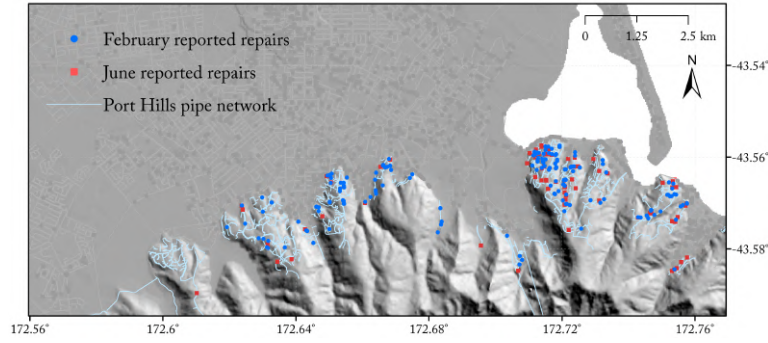 February reported repairs
June reported repairs
Port Hills pipe network
0 1.25 2.5 km
N
-43.54°
-43.56°
-43.58°
172.56° 172.6° 172.64° 172.68° 172.72° 172.76°